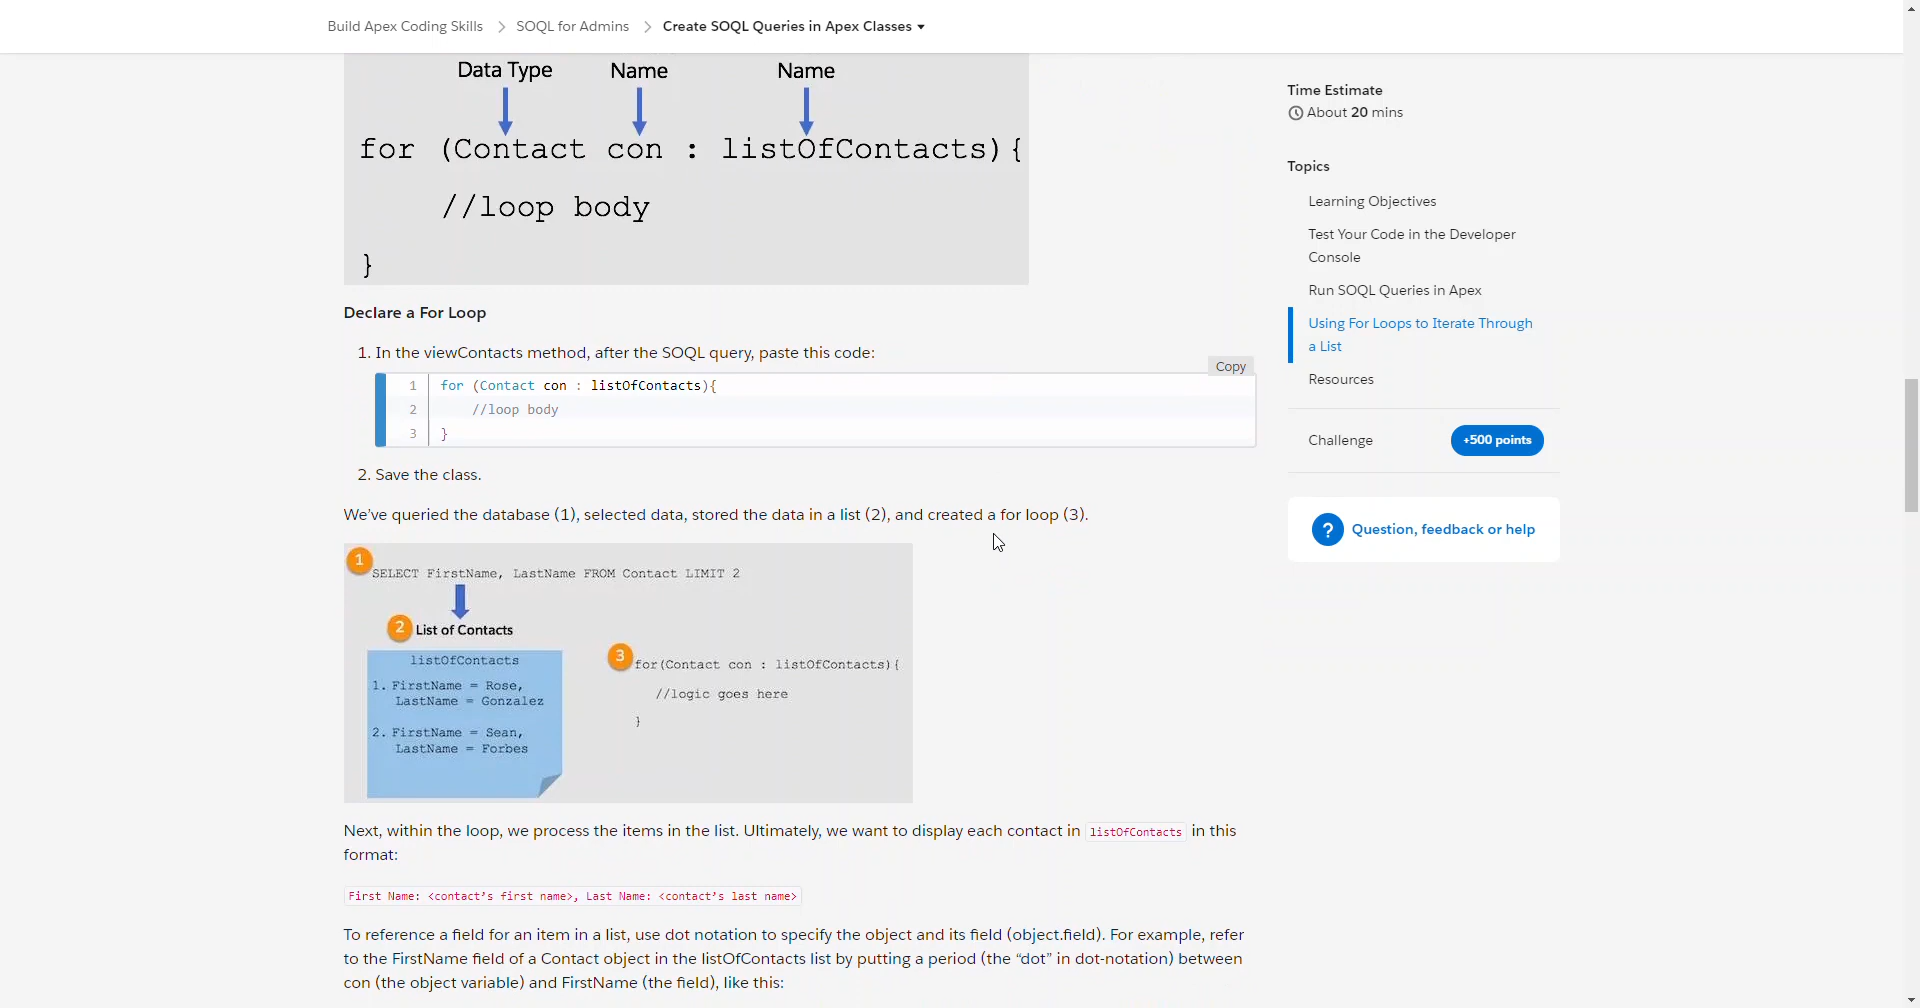 Build Apex Coding Skills > SOQL for Admins > Create SOQL Queries in Apex Classes
Data Type Name Name
for (Contact con : listOfContacts){
//loop body
}
Declare a For Loop
1. In the viewContacts method, after the SOQL query, paste this code:
Copy
1 for (Contact con : listOfContacts){
2 //loop body
3 }
2. Save the class.
We’ve queried the database (1), selected data, stored the data in a list (2), and created a for loop (3).
1
SELECT FirstName, LastName FROM Contact LIMIT 2
2 List of Contacts
listOfContacts
1. FirstName = Rose,
LastName = Gonzalez
2. FirstName = Sean,
LastName = Forbes
3 for(Contact con : listOfContacts){
//logic goes here
}
Next, within the loop, we process the items in the list. Ultimately, we want to display each contact in listOfContacts in this
format:
First Name: <contact’s first name>, Last Name: <contact’s last name>
To reference a field for an item in a list, use dot notation to specify the object and its field (object.field). For example, refer
to the FirstName field of a Contact object in the listOfContacts list by putting a period (the “dot” in dot-notation) between
con (the object variable) and FirstName (the field), like this:
Time Estimate
About 20 mins
Topics
Learning Objectives
Test Your Code in the Developer
Console
Run SOQL Queries in Apex
Using For Loops to Iterate Through
a List
Resources
Challenge +500 points
? Question, feedback or help